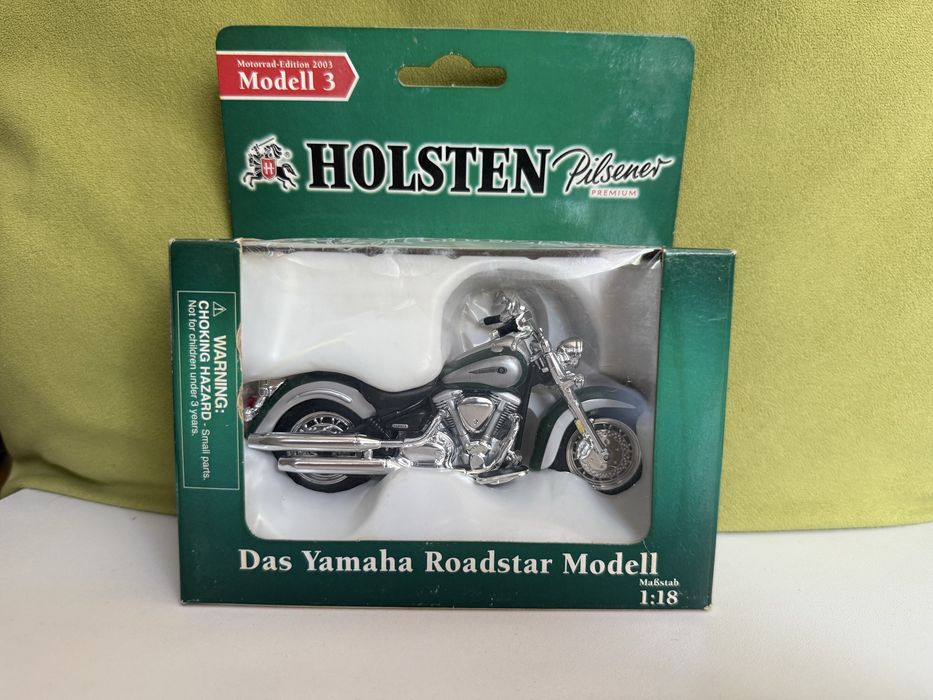 Motorrad-Edition 2003
Modell 3
HOLSTEN Pilsener
PREMIUM
H
⚠ WARNING:
CHOKING HAZARD - Small parts.
Not for children under 3 years.
Das Yamaha Roadstar Modell
Maßstab
1:18